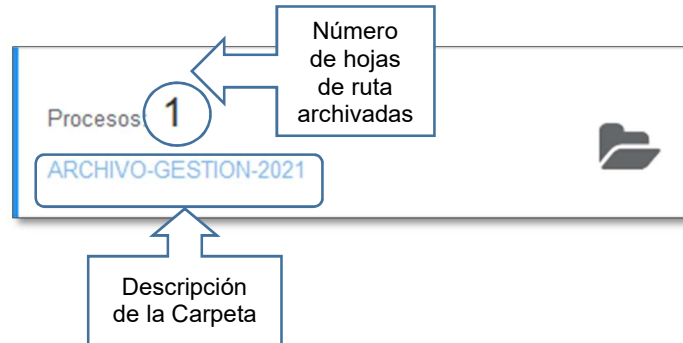 Número
de hojas
de ruta
archivadas
Procesos: 1
ARCHIVO-GESTION-2021
Descripción
de la Carpeta